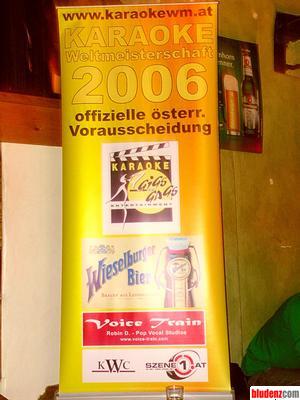 www.karaokewm.at
KARAOKE
Weltmeisterschaft
2006
offizielle österr.
Vorausscheidung
KARAOKE
ENTERTAINMENT
Wieselburger
Bier
Voice Train
Robin D. - Pop Vocal Studios
www.voice-train.com
KWC
SZENE1.AT
bludenz.com